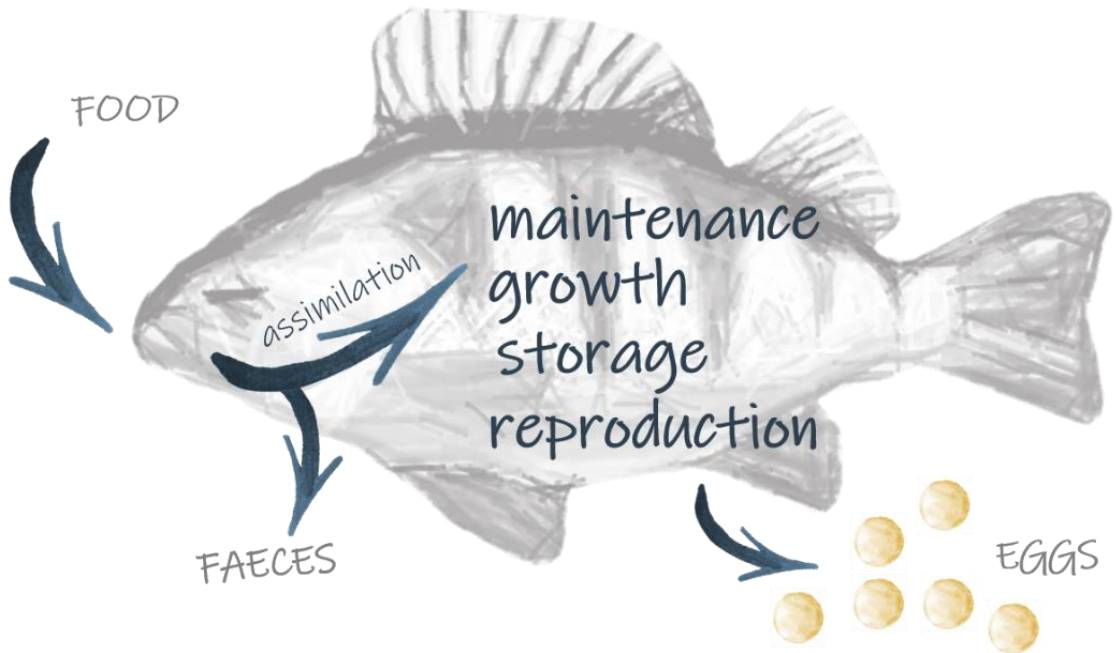 FOOD
assimilation
maintenance
growth
storage
reproduction
FAECES
EGGS